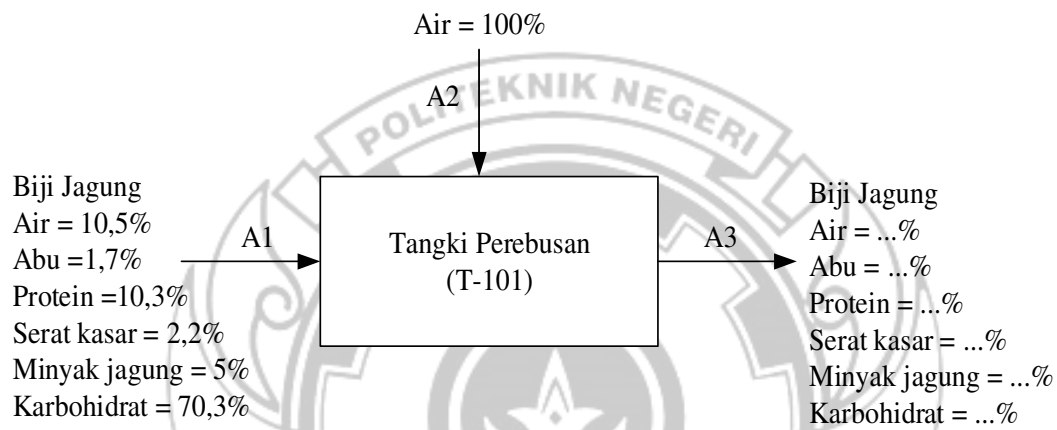 Air = 100%
A2
POLITEKNIK NEGERI
Biji Jagung
Air = 10,5%
Abu =1,7%
Protein =10,3%
Serat kasar = 2,2%
Minyak jagung = 5%
Karbohidrat = 70,3%
A1
Tangki Perebusan
(T-101)
A3
Biji Jagung
Air = ...%
Abu = ...%
Protein = ...%
Serat kasar = ...%
Minyak jagung = ...%
Karbohidrat = ...%